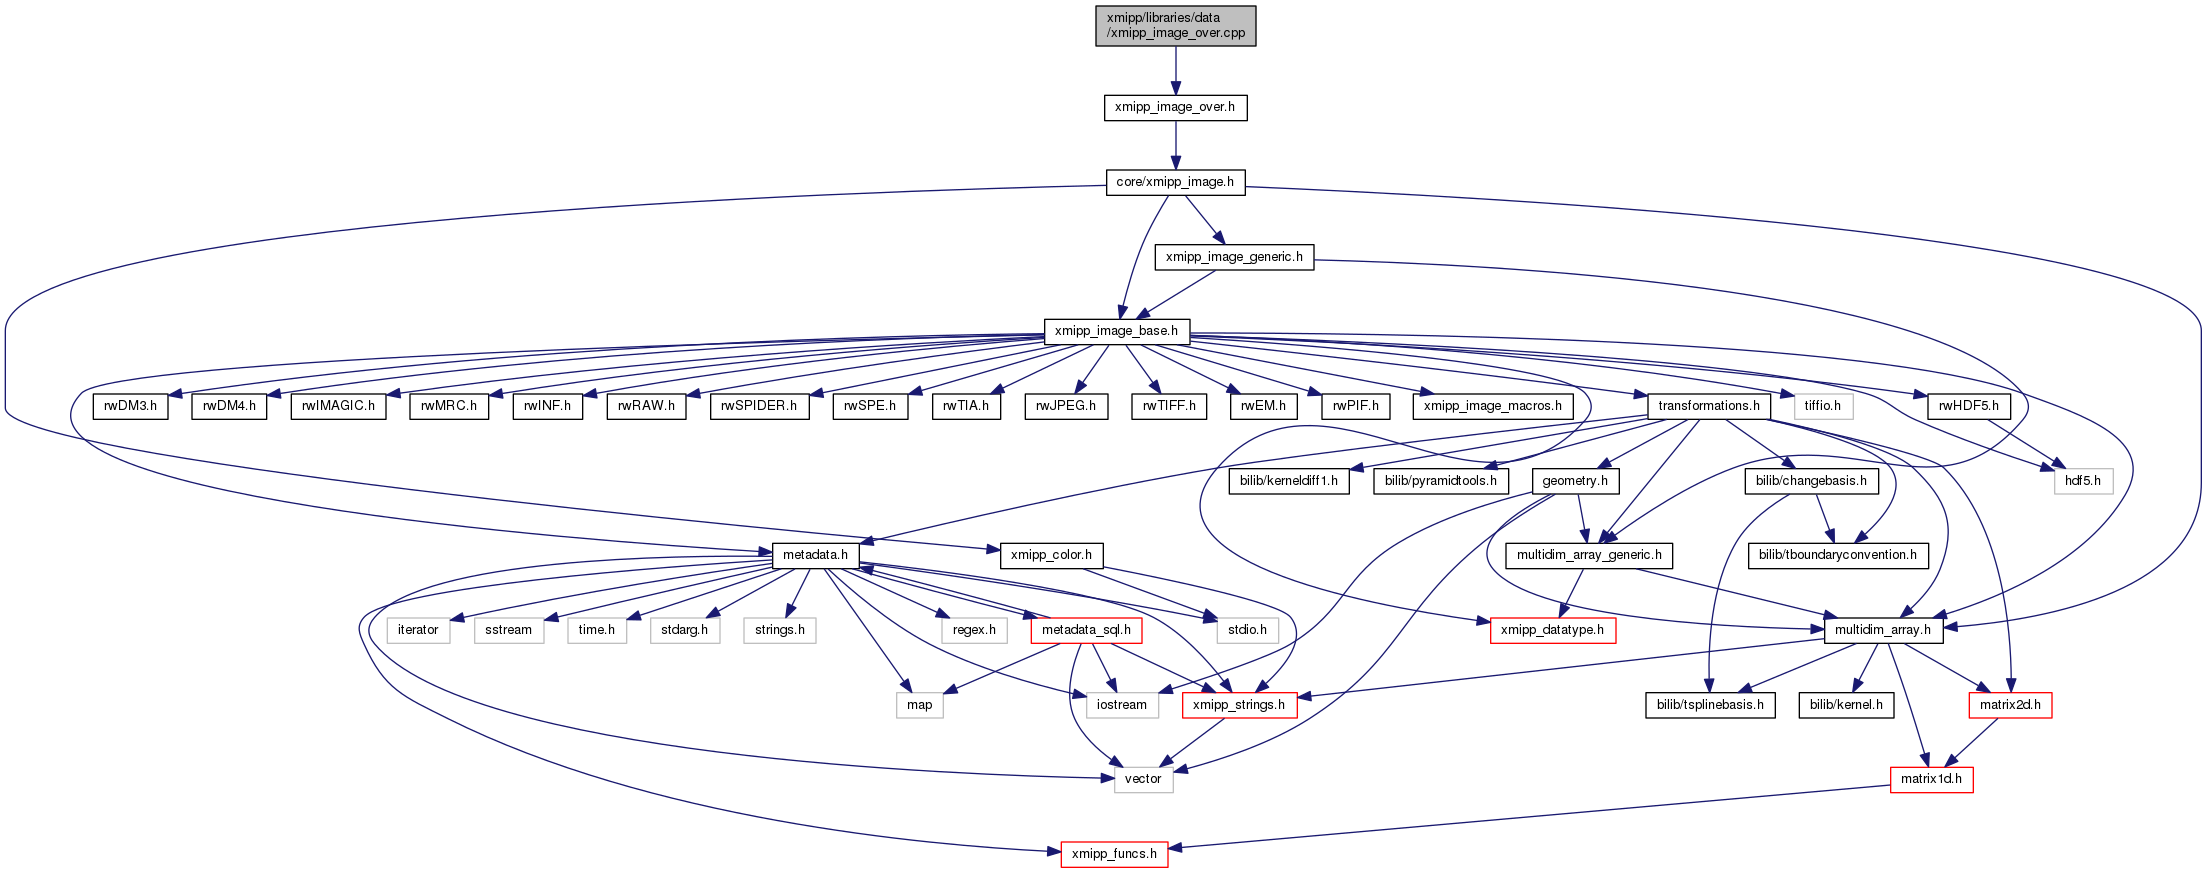 xmipp/libraries/data
/xmipp_image_over.cpp
xmipp_image_over.h
core/xmipp_image.h
xmipp_image_generic.h
xmipp_image_base.h
rwDM3.h
rwDM4.h
rwIMAGIC.h
rwMRC.h
rwINF.h
rwRAW.h
rwSPIDER.h
rwSPE.h
rwTIA.h
rwJPEG.h
rwTIFF.h
rwEM.h
rwPIF.h
xmipp_image_macros.h
transformations.h
tiffio.h
rwHDF5.h
bilib/kerneldiff1.h
bilib/pyramidtools.h
geometry.h
bilib/changebasis.h
hdf5.h
metadata.h
xmipp_color.h
multidim_array_generic.h
bilib/tboundaryconvention.h
iterator
sstream
time.h
stdarg.h
strings.h
regex.h
metadata_sql.h
stdio.h
xmipp_datatype.h
multidim_array.h
map
iostream
xmipp_strings.h
bilib/tsplinebasis.h
bilib/kernel.h
matrix2d.h
vector
matrix1d.h
xmipp_funcs.h